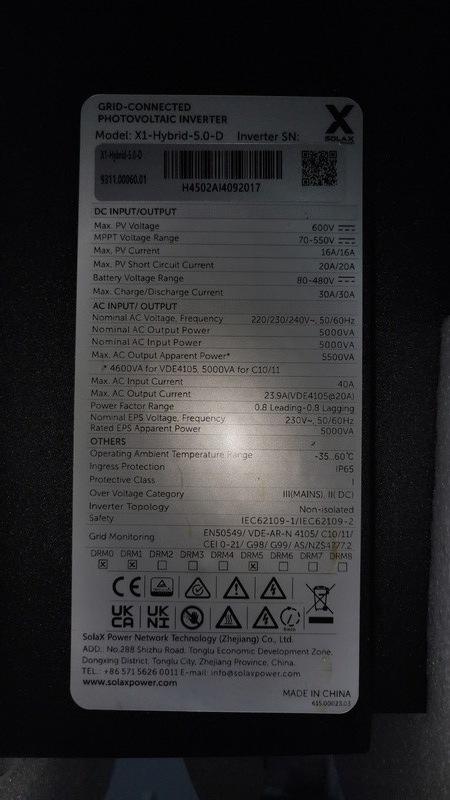 GRID-CONNECTED
PHOTOVOLTAIC INVERTER
Model: X1-Hybrid-5.0-D Inverter SN:
SOLAX
X1-Hybrid-5.0-D
9311.00060.01
H4502AI4092017
DC INPUT/OUTPUT
Max. PV Voltage 600V
MPPT Voltage Range 70-550V
Max. PV Current 16A/16A
Max. PV Short Circuit Current 20A/20A
Battery Voltage Range 80-480V
Max. Charge/Discharge Current 30A/30A
AC INPUT/ OUTPUT
Nominal AC Voltage, Frequency 220/230/240V~, 50/60Hz
Nominal AC Output Power 5000VA
Nominal AC Input Power 5000VA
Max. AC Output Apparent Power* 5500VA
* 4600VA for VDE4105, 5000VA for C10/11
Max. AC Input Current 40A
Max. AC Output Current 23.9A(VDE4105@20A)
Power Factor Range 0.8 Leading-0.8 Lagging
Nominal EPS Voltage, Frequency 230V~, 50/60Hz
Rated EPS Apparent Power 5000VA
OTHERS
Operating Ambient Temperature Range -35..60℃
Ingress Protection IP65
Protective Class I
Over Voltage Category III(MAINS), II( DC)
Inverter Topology Non-isolated
Safety IEC62109-1/IEC62109-2
Grid Monitoring EN50549/ VDE-AR-N 4105/ C10/11/
CEI 0-21/ G98/ G99/ AS/NZS4777.2
DRM0 DRM1 DRM2 DRM3 DRM4 DRM5 DRM6 DRM7 DRM8
CE
UK CA UK NI
SolaX Power Network Technology (Zhejiang) Co., Ltd.
ADD.: No.288 Shizhu Road, Tonglu Economic Development Zone,
Dongxing District, Tonglu City, Zhejiang Province, China.
TEL.: +86 571 5626 0011 E-mail: info@solaxpower.com
www.solaxpower.com
MADE IN CHINA
615.00023.03